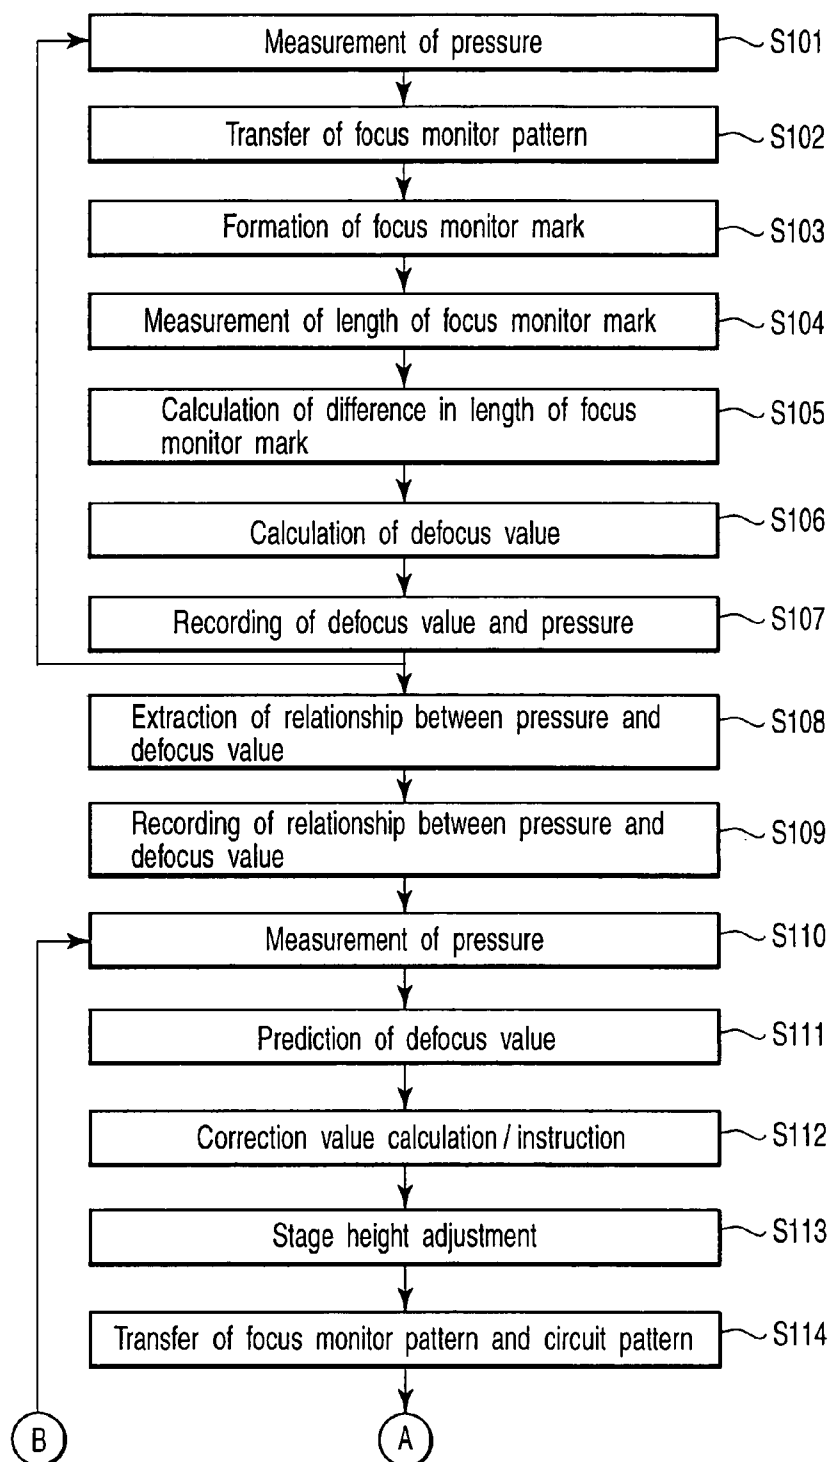 Measurement of pressure
S101
Transfer of focus monitor pattern
S102
Formation of focus monitor mark
S103
Measurement of length of focus monitor mark
S104
Calculation of difference in length of focus
monitor mark
S105
Calculation of defocus value
S106
Recording of defocus value and pressure
S107
Extraction of relationship between pressure and
defocus value
S108
Recording of relationship between pressure and
defocus value
S109
Measurement of pressure
S110
Prediction of defocus value
S111
Correction value calculation / instruction
S112
Stage height adjustment
S113
Transfer of focus monitor pattern and circuit pattern
S114
B
A